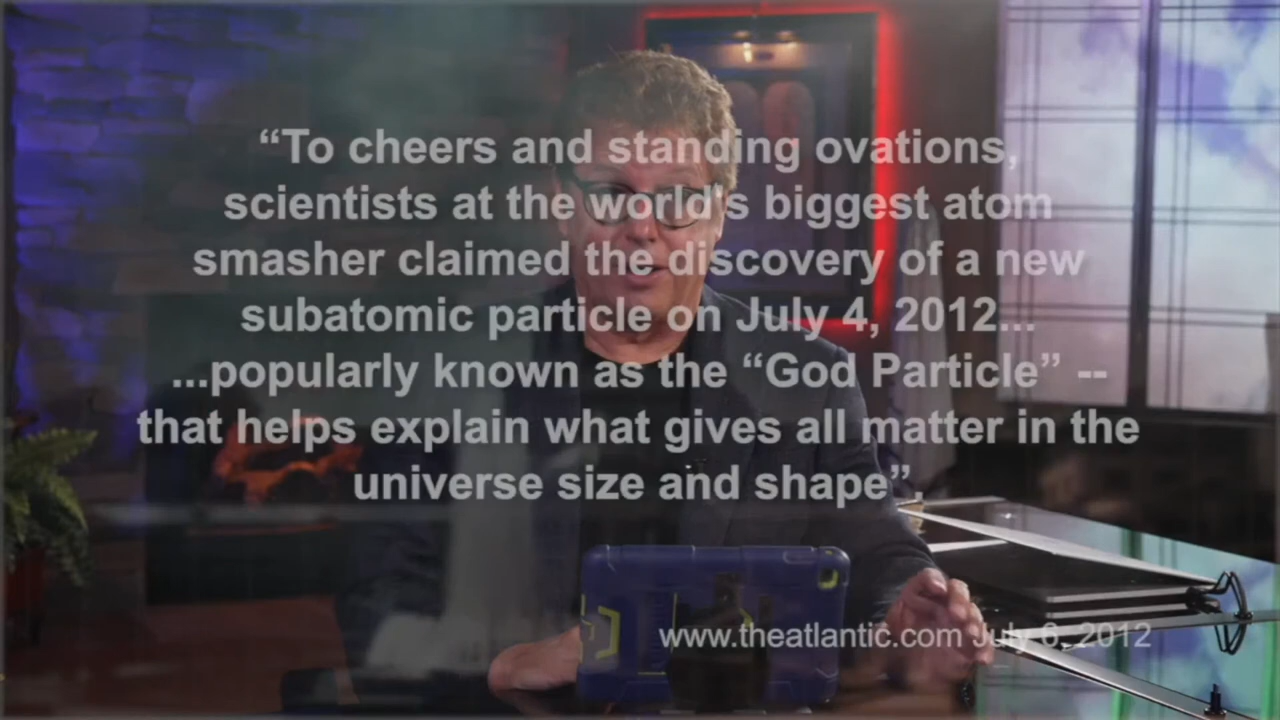 “To cheers and standing ovations,
scientists at the world's biggest atom
smasher claimed the discovery of a new
subatomic particle on July 4, 2012...
...popularly known as the “God Particle” --
that helps explain what gives all matter in the
universe size and shape”
www.theatlantic.com July 6, 2012